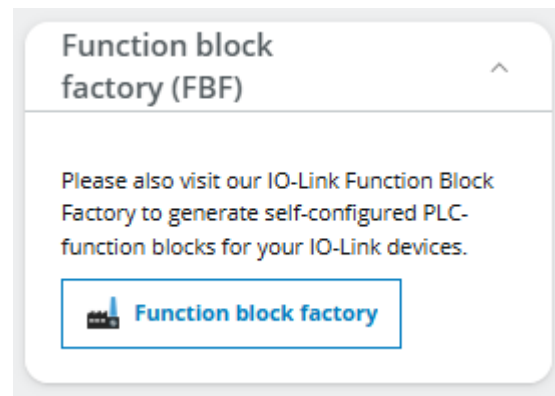 Function block
factory (FBF)
Please also visit our IO-Link Function Block
Factory to generate self-configured PLC-
function blocks for your IO-Link devices.
Function block factory